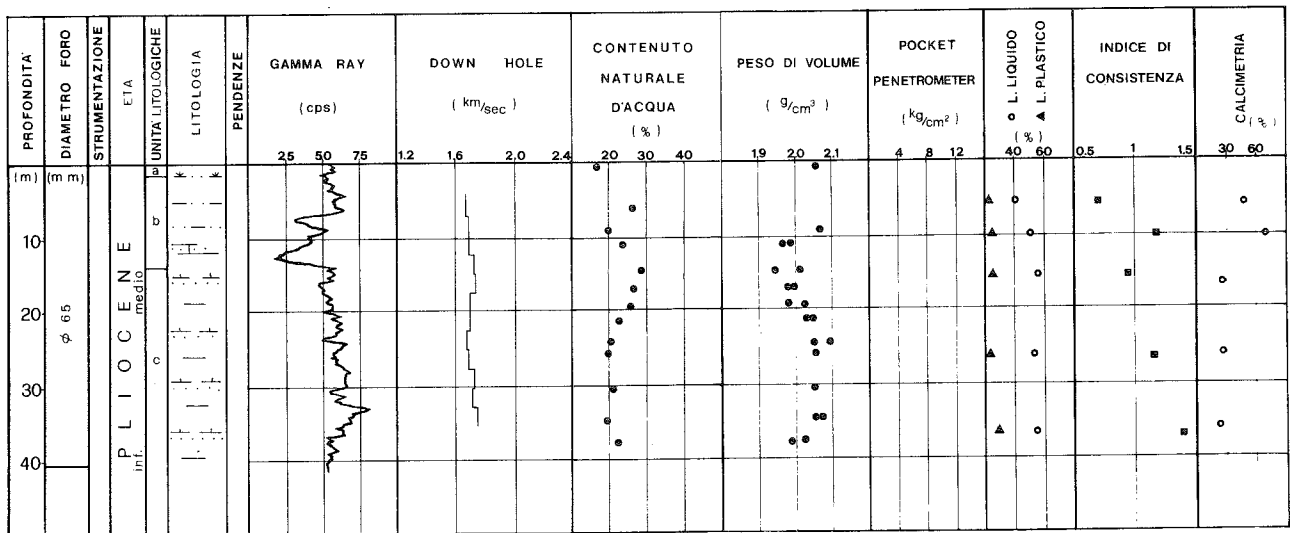 PROFONDITA'
DIAMETRO FORO
STRUMENTAZIONE
ETA
UNITA' LITOLOGICHE
LITOLOGIA
PENDENZE
GAMMA RAY
(cps)
DOWN HOLE
(km/sec)
CONTENUTO
NATURALE
D'ACQUA
(%)
PESO DI VOLUME
(g/cm³)
POCKET
PENETROMETER
(kg/cm²)
○ L. LIQUIDO
▲ L. PLASTICO
(%)
INDICE DI
CONSISTENZA
CALCIMETRIA
(%)
25 50 75
1.2 1,6 2,0 2.4
20 30 40
1,9 2.0 2.1
4 8 12
40 60
0.5 1 1.5
30 60
(m)
(mm)
10
20
30
40
φ 65
PLIOCENE
medio
inf.
a
b
c